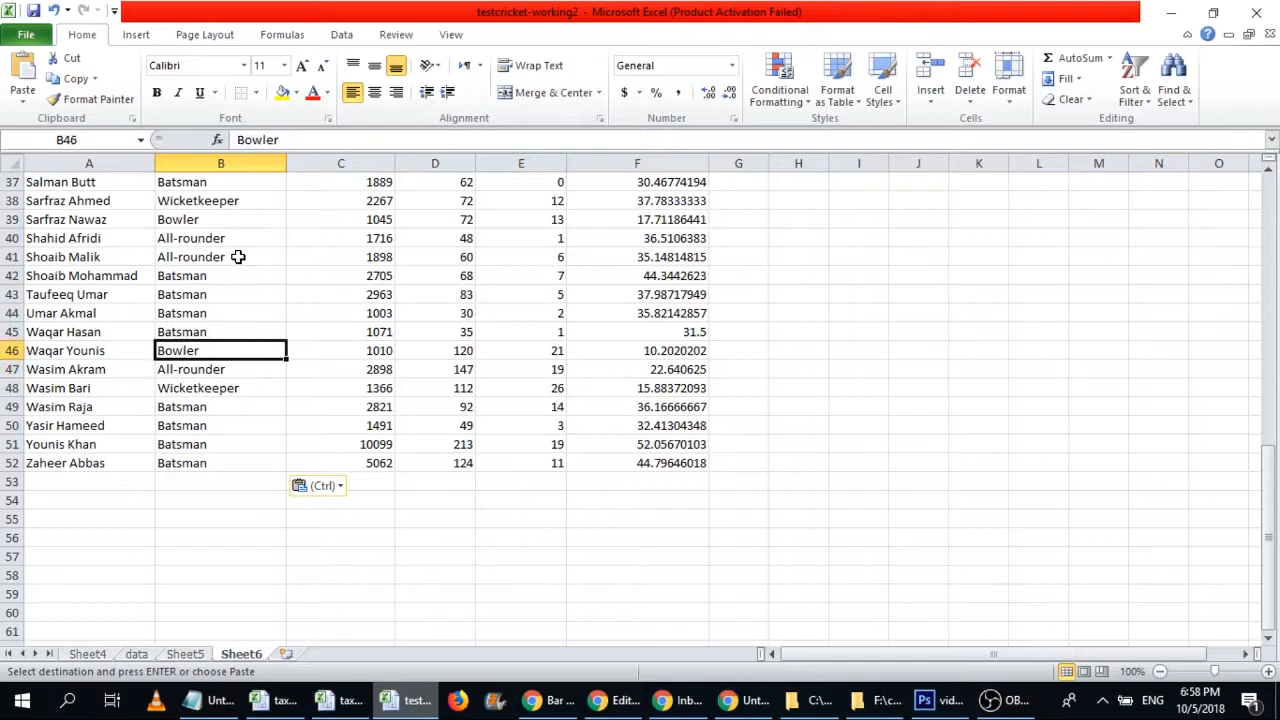 testcricket-working2 - Microsoft Excel (Product Activation Failed)
File Home Insert Page Layout Formulas Data Review View
Paste Cut Copy Format Painter Clipboard
Calibri 11 A A B I U A Font
Wrap Text Merge & Center Alignment
General $ % , Number
Conditional Formatting Format as Table Cell Styles Styles
Insert Delete Format Cells
Σ AutoSum Fill Clear Sort & Filter Find & Select Editing
B46 fx Bowler
A B C D E F G H I J K L M N O
37 Salman Butt Batsman 1889 62 0 30.46774194
38 Sarfraz Ahmed Wicketkeeper 2267 72 12 37.78333333
39 Sarfraz Nawaz Bowler 1045 72 13 17.71186441
40 Shahid Afridi All-rounder 1716 48 1 36.5106383
41 Shoaib Malik All-rounder 1898 60 6 35.14814815
42 Shoaib Mohammad Batsman 2705 68 7 44.3442623
43 Taufeeq Umar Batsman 2963 83 5 37.98717949
44 Umar Akmal Batsman 1003 30 2 35.82142857
45 Waqar Hasan Batsman 1071 35 1 31.5
46 Waqar Younis Bowler 1010 120 21 10.2020202
47 Wasim Akram All-rounder 2898 147 19 22.640625
48 Wasim Bari Wicketkeeper 1366 112 26 15.88372093
49 Wasim Raja Batsman 2821 92 14 36.16666667
50 Yasir Hameed Batsman 1491 49 3 32.41304348
51 Younis Khan Batsman 10099 213 19 52.05670103
52 Zaheer Abbas Batsman 5062 124 11 44.79646018
53 (Ctrl)
54
55
56
57
58
59
60
61
Sheet4 data Sheet5 Sheet6
Select destination and press ENTER or choose Paste 100%
Unt... tax... tax... test... Bar ... Edit... Inb... Unt... C:\... F:\c... Ps vid... OB... ENG 6:58 PM
10/5/2018 1